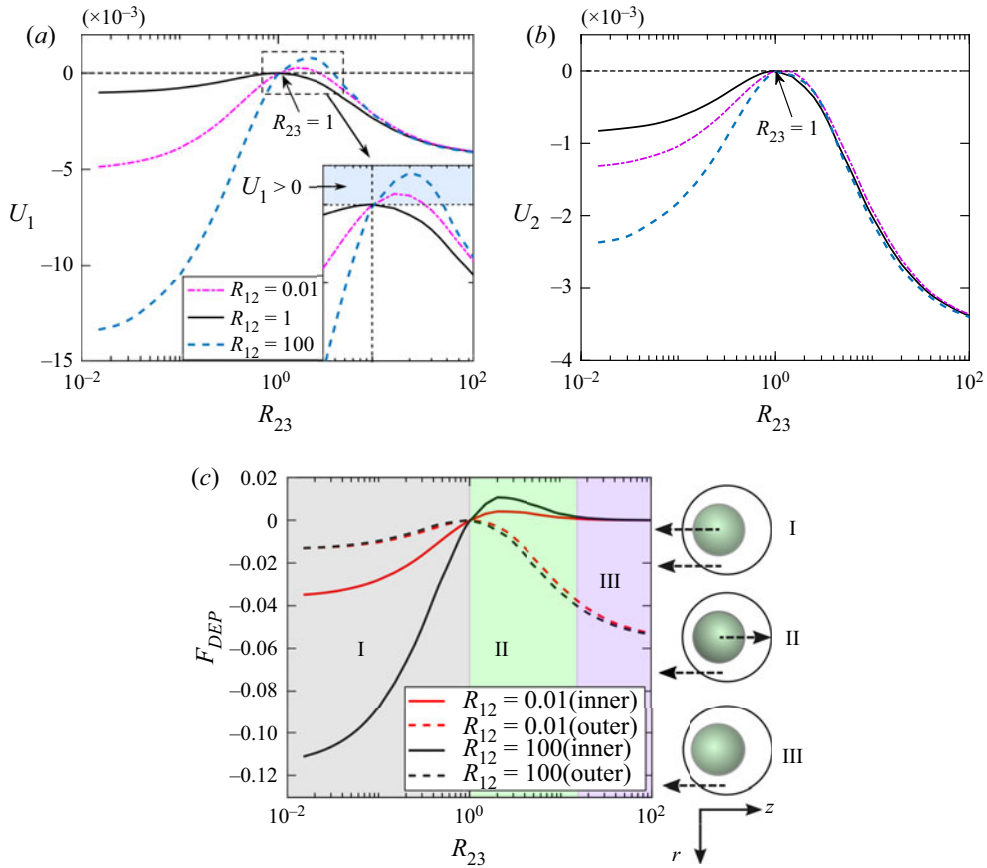 (×10⁻³)
(a)
1
0
−5
−10
−15
U₁
R₂₃ = 1
U₁ > 0
R₁₂ = 0.01
R₁₂ = 1
R₁₂ = 100
10⁻²
10⁰
10²
R₂₃
(×10⁻³)
(b)
0
−1
−2
−3
−4
U₂
R₂₃ = 1
10⁻²
10⁻¹
10⁰
10¹
10²
R₂₃
(c)
0.02
0
−0.02
−0.04
−0.06
−0.08
−0.10
−0.12
F_DEP
I
II
III
R₁₂ = 0.01(inner)
R₁₂ = 0.01(outer)
R₁₂ = 100(inner)
R₁₂ = 100(outer)
10⁻²
10⁰
10²
R₂₃
I
II
III
z
r